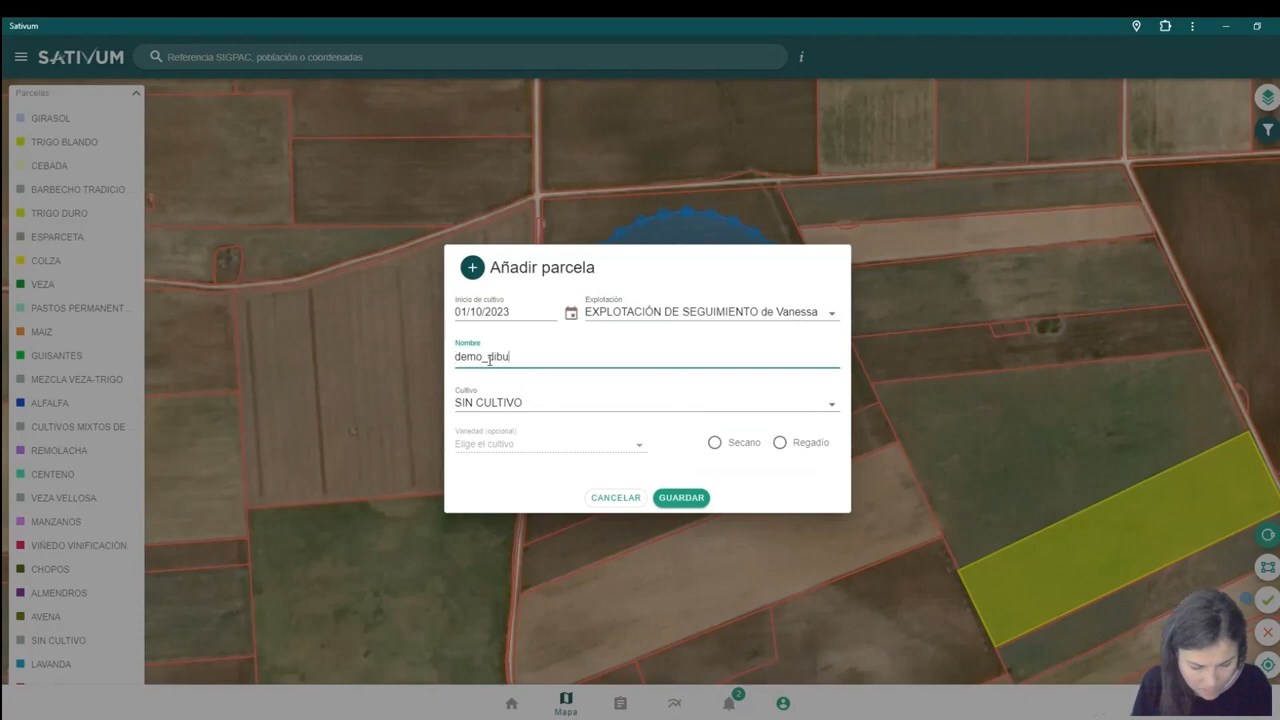 Sativum
SATIVUM
Referencia SIGPAC, población o coordenadas
i
Parcelas
GIRASOL
TRIGO BLANDO
CEBADA
BARBECHO TRADICIO...
TRIGO DURO
ESPARCETA
COLZA
VEZA
PASTOS PERMANENT...
MAIZ
GUISANTES
MEZCLA VEZA-TRIGO
ALFALFA
CULTIVOS MIXTOS DE ...
REMOLACHA
CENTENO
VEZA VELLOSA
MANZANOS
VIÑEDO VINIFICACIÓN
CHOPOS
ALMENDROS
AVENA
SIN CULTIVO
LAVANDA
Añadir parcela
Inicio de cultivo
01/10/2023
Explotación
EXPLOTACIÓN DE SEGUIMIENTO de Vanessa
Nombre
demo_dibu
Cultivo
SIN CULTIVO
Variedad (opcional)
Elige el cultivo
Secano
Regadío
CANCELAR
GUARDAR
Mapa
2